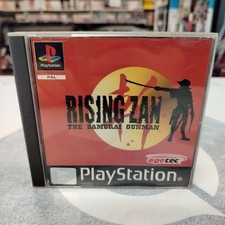 PlayStation
PAL
RISING ZAN
THE SAMURAI GUNMAN
agetec
PlayStation